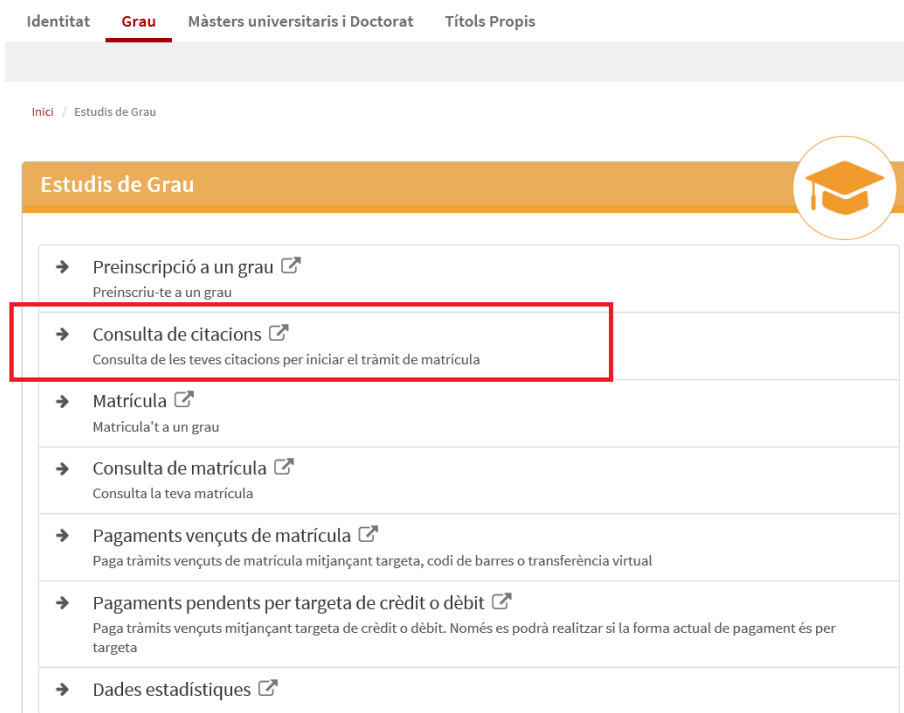 Identitat Grau Màsters universitaris i Doctorat Títols Propis
Inici / Estudis de Grau
Estudis de Grau
Preinscripció a un grau
Preinscriu-te a un grau
Consulta de citacions
Consulta de les teves citacions per iniciar el tràmit de matrícula
Matrícula
Matricula't a un grau
Consulta de matrícula
Consulta la teva matrícula
Pagaments vençuts de matrícula
Paga tràmits vençuts de matrícula mitjançant targeta, codi de barres o transferència virtual
Pagaments pendents per targeta de crèdit o dèbit
Paga tràmits vençuts mitjançant targeta de crèdit o dèbit. Només es podrà realitzar si la forma actual de pagament és per
targeta
Dades estadístiques